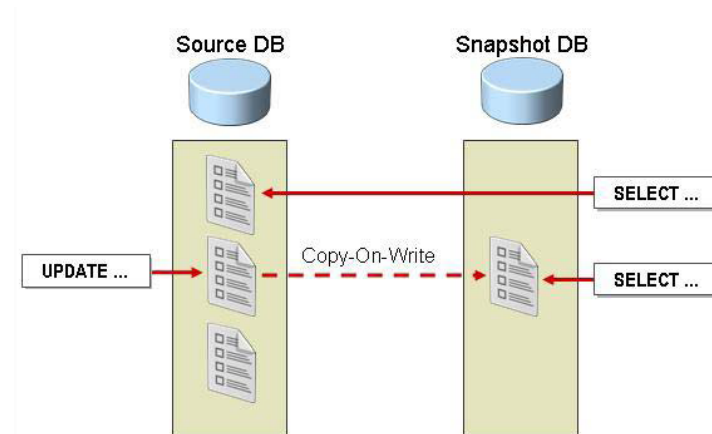 Source DB
Snapshot DB
SELECT ...
UPDATE ...
Copy-On-Write
SELECT ...